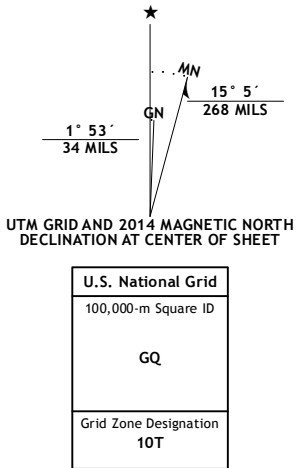 MN
GN
15° 5´
268 MILS
1° 53´
34 MILS
UTM GRID AND 2014 MAGNETIC NORTH
DECLINATION AT CENTER OF SHEET
U.S. National Grid
100,000-m Square ID
GQ
Grid Zone Designation
10T